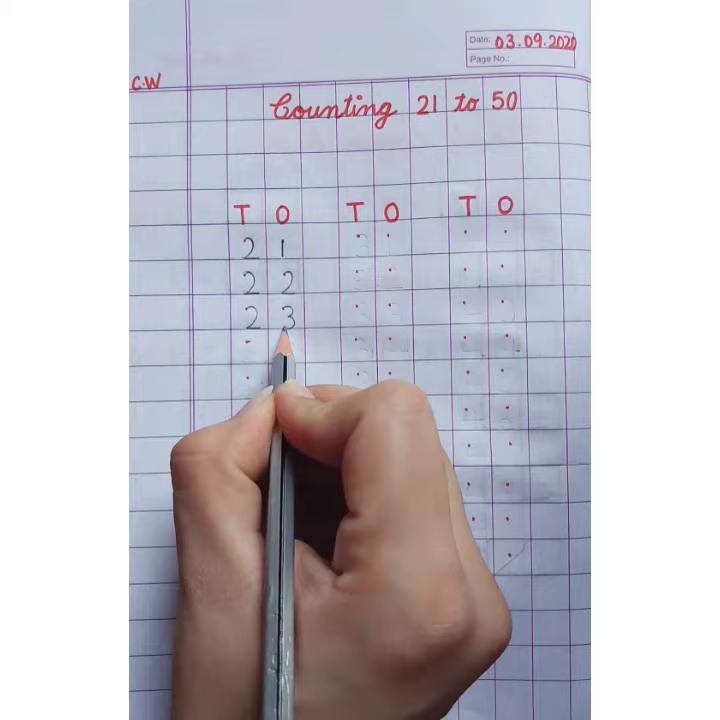 Date: 03.09.2020
Page No.:
C.W
Counting 21 to 50
T O T O T O
2 1
2 2
2 3